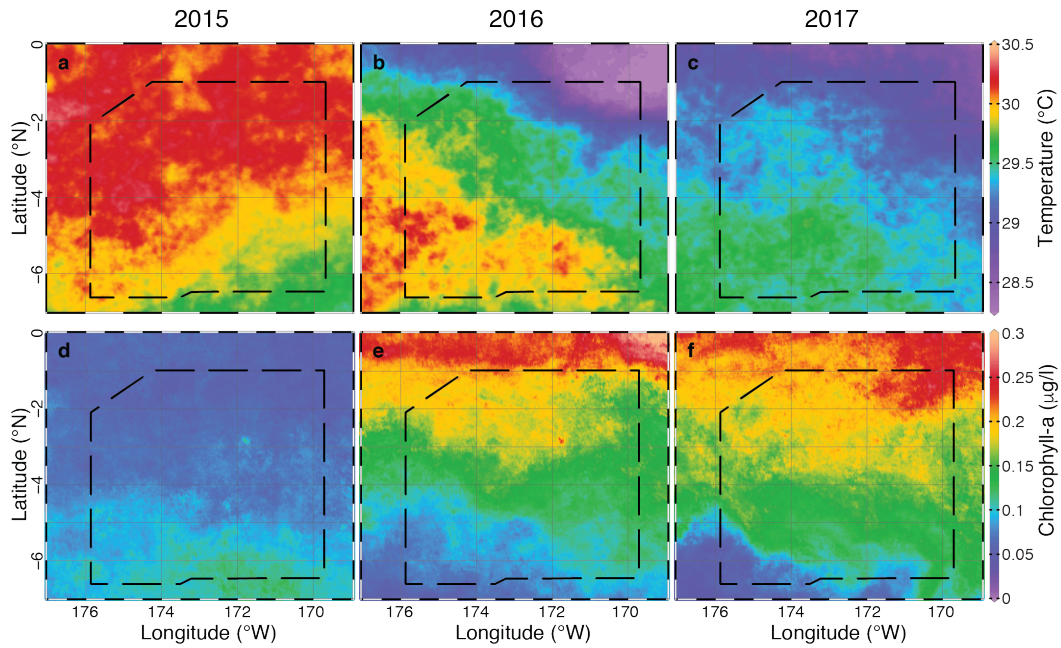 2015 2016 2017
a b c
0
−2
−4
−6
Latitude (°N)
30.5
30
29.5
29
28.5
Temperature (°C)
d e f
0
−2
−4
−6
Latitude (°N)
0.3
0.25
0.2
0.15
0.1
0.05
0
Chlorophyll-a (µg/l)
176 174 172 170 176 174 172 170 176 174 172 170
Longitude (°W) Longitude (°W) Longitude (°W)